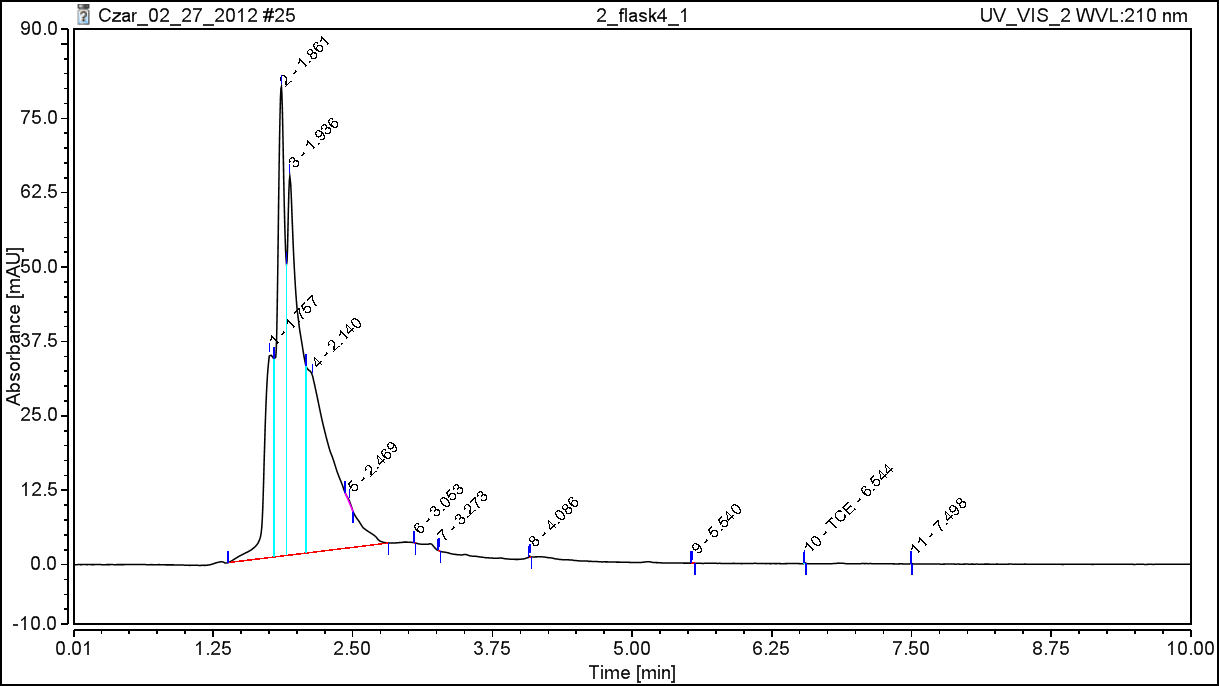 Czar_02_27_2012 #25
2_flask4_1
UV_VIS_2 WVL:210 nm
90.0
75.0
62.5
50.0
37.5
25.0
12.5
0.0
-10.0
Absorbance [mAU]
1 - 1.757
2 - 1.861
3 - 1.936
4 - 2.140
5 - 2.469
6 - 3.053
7 - 3.273
8 - 4.086
9 - 5.540
10 - TCE - 6.544
11 - 7.498
0.01
1.25
2.50
3.75
5.00
6.25
7.50
8.75
10.00
Time [min]